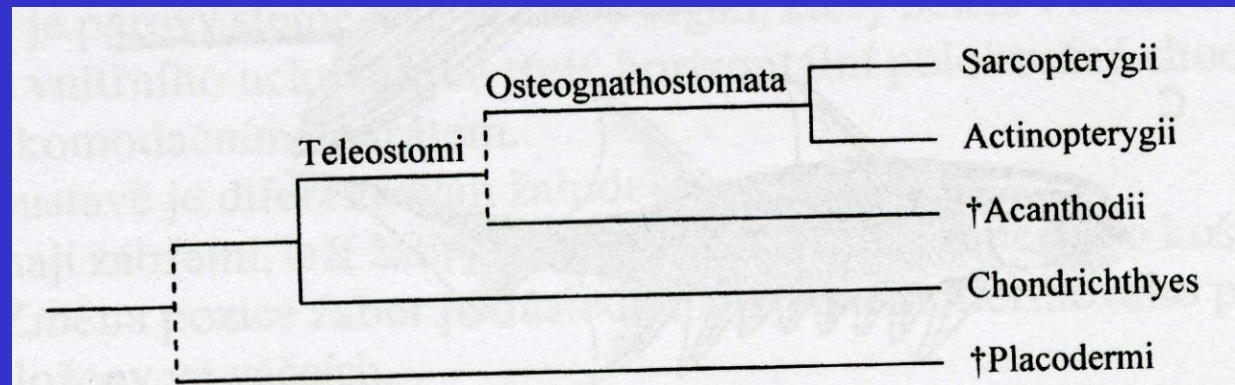 Sarcopterygii
Osteognathostomata
Actinopterygii
Teleostomi
†Acanthodii
Chondrichthyes
†Placodermi